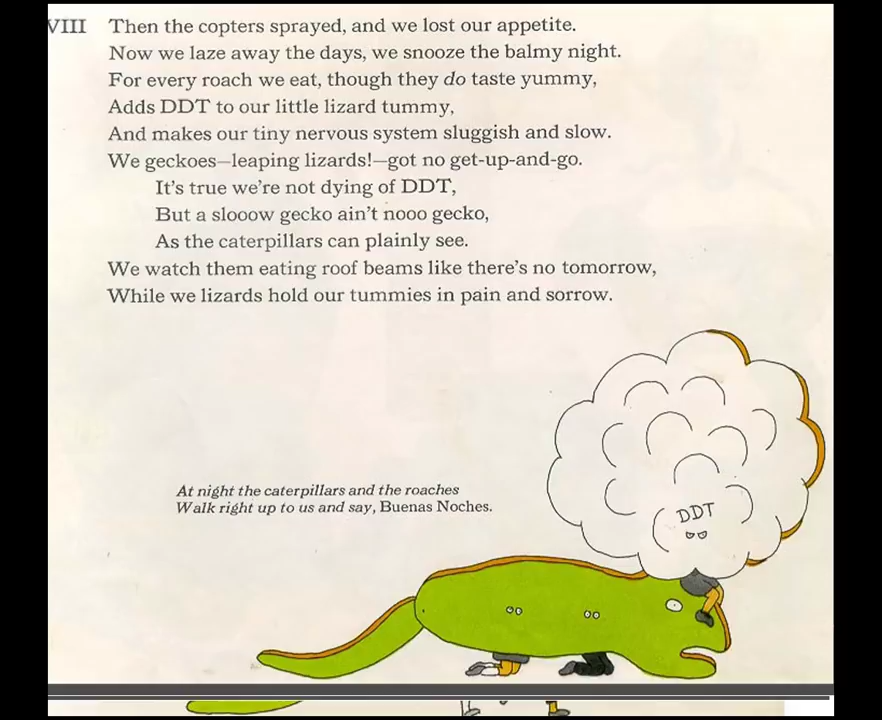 VIII Then the copters sprayed, and we lost our appetite.
Now we laze away the days, we snooze the balmy night.
For every roach we eat, though they do taste yummy,
Adds DDT to our little lizard tummy,
And makes our tiny nervous system sluggish and slow.
We geckoes—leaping lizards!—got no get-up-and-go.
It's true we're not dying of DDT,
But a slooow gecko ain't nooo gecko,
As the caterpillars can plainly see.
We watch them eating roof beams like there's no tomorrow,
While we lizards hold our tummies in pain and sorrow.
At night the caterpillars and the roaches
Walk right up to us and say, Buenas Noches.
DDT